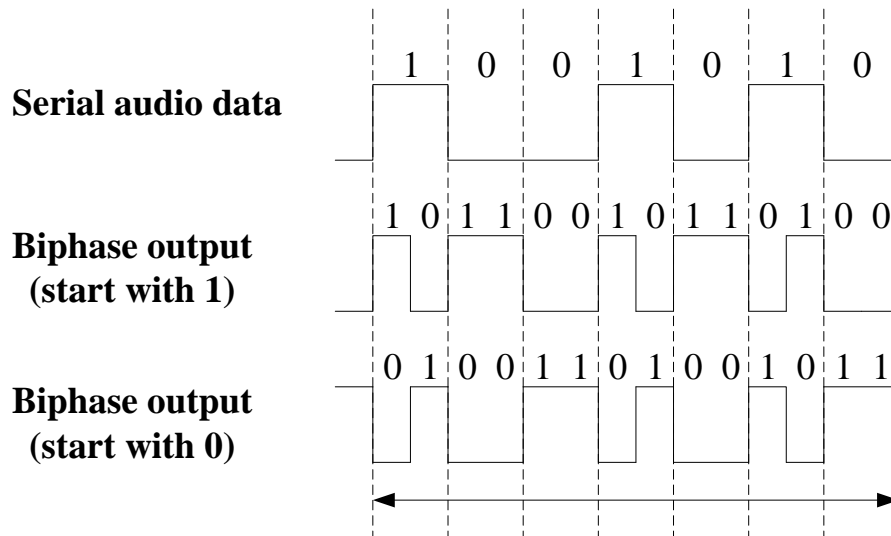 1 0 0 1 0 1 0
Serial audio data
1 0 1 1 0 0 1 0 1 1 0 1 0 0
Biphase output
(start with 1)
0 1 0 0 1 1 0 1 0 0 1 0 1 1
Biphase output
(start with 0)